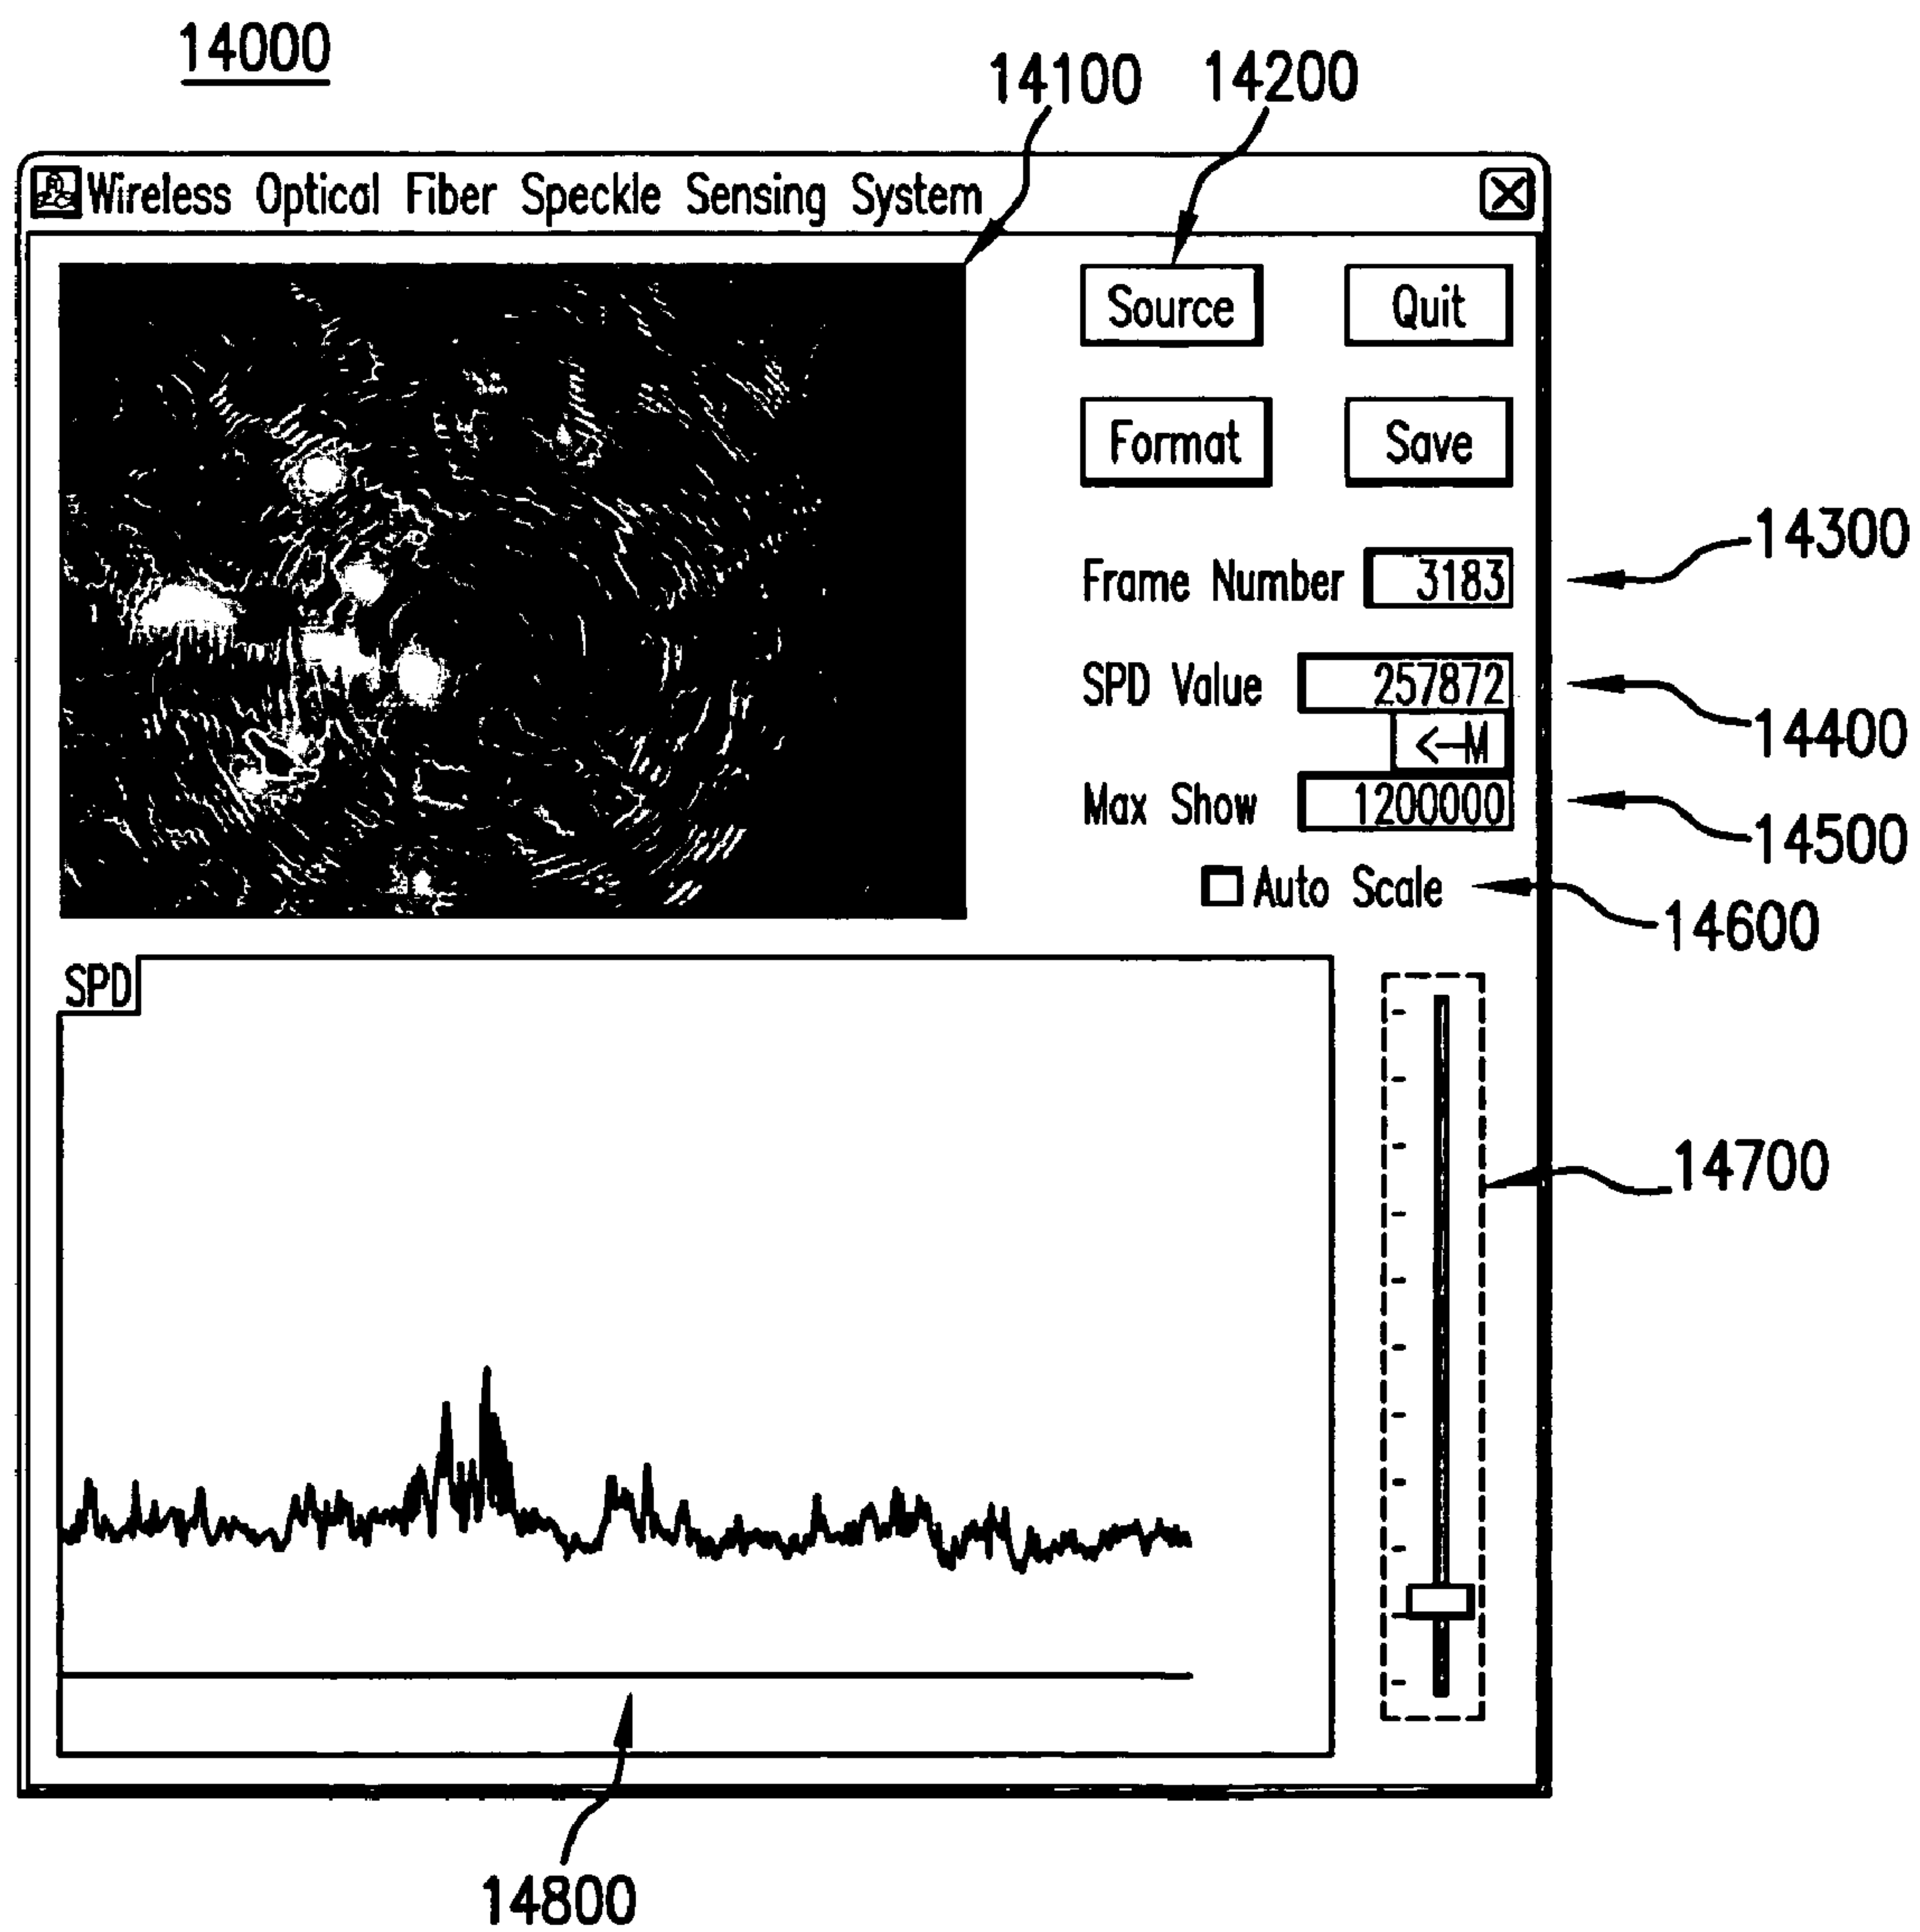 14000
14100 14200
Wireless Optical Fiber Speckle Sensing System
Source Quit
Format Save
14300
Frame Number 3183
SPD Value 257872
14400
<—M
Max Show 1200000
14500
Auto Scale
14600
SPD
14700
14800